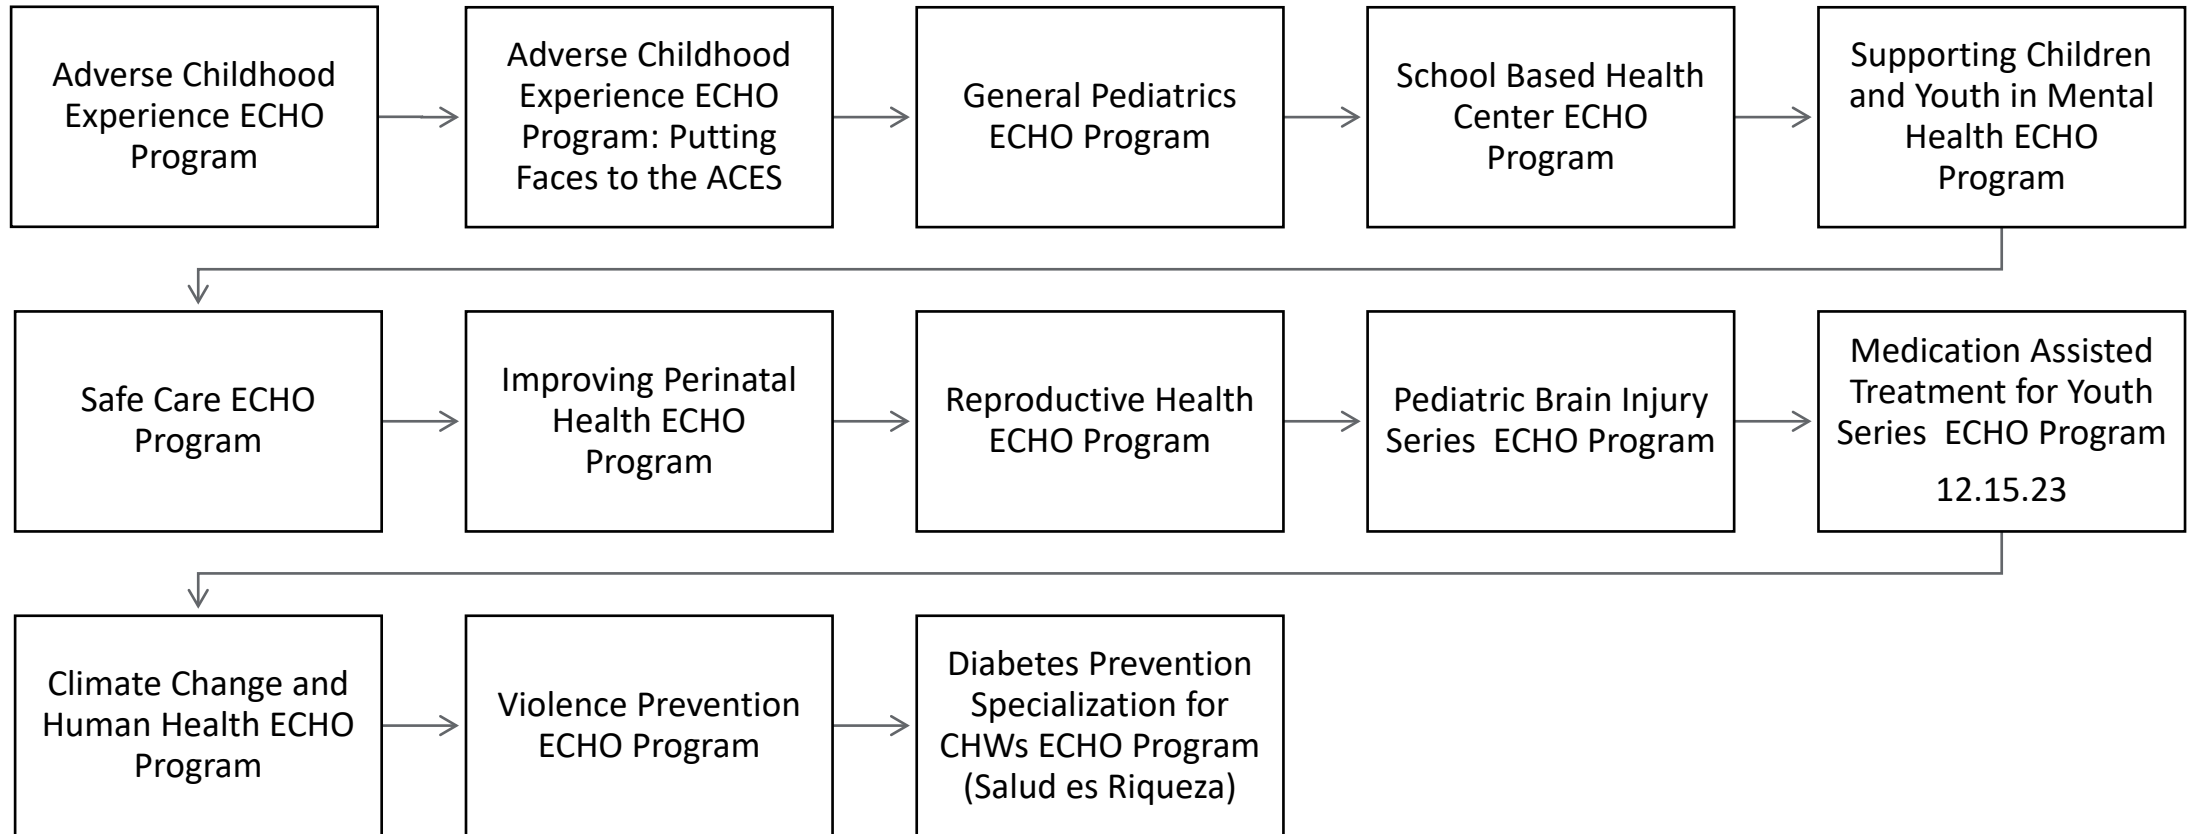 Adverse Childhood
Experience ECHO
Program
Adverse Childhood
Experience ECHO
Program: Putting
Faces to the ACES
General Pediatrics
ECHO Program
School Based Health
Center ECHO
Program
Supporting Children
and Youth in Mental
Health ECHO
Program
Safe Care ECHO
Program
Improving Perinatal
Health ECHO
Program
Reproductive Health
ECHO Program
Pediatric Brain Injury
Series  ECHO Program
Medication Assisted
Treatment for Youth
Series  ECHO Program
12.15.23
Climate Change and
Human Health ECHO
Program
Violence Prevention
ECHO Program
Diabetes Prevention
Specialization for
CHWs ECHO Program
(Salud es Riqueza)